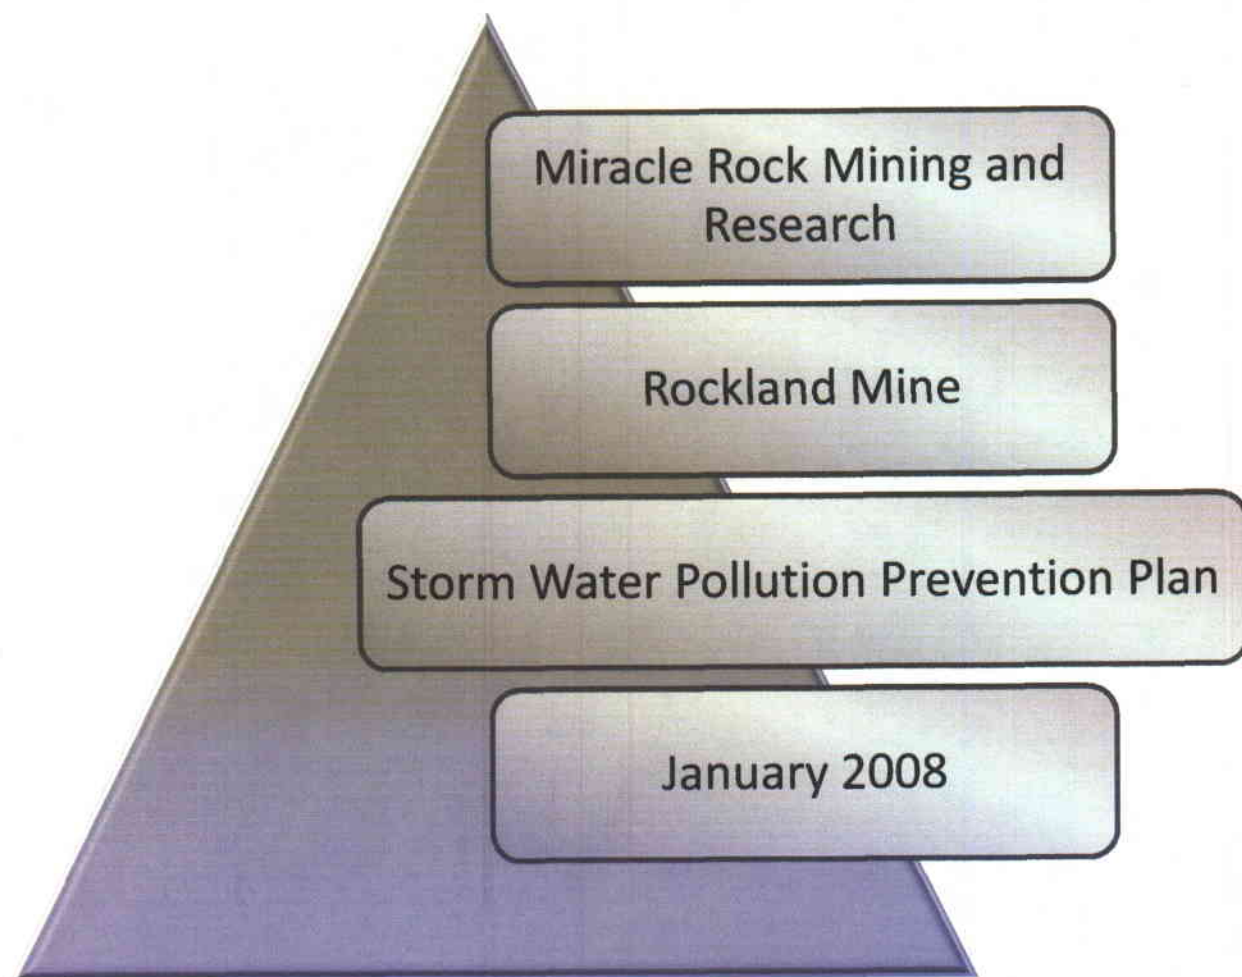 Miracle Rock Mining and
Research
Rockland Mine
Storm Water Pollution Prevention Plan
January 2008